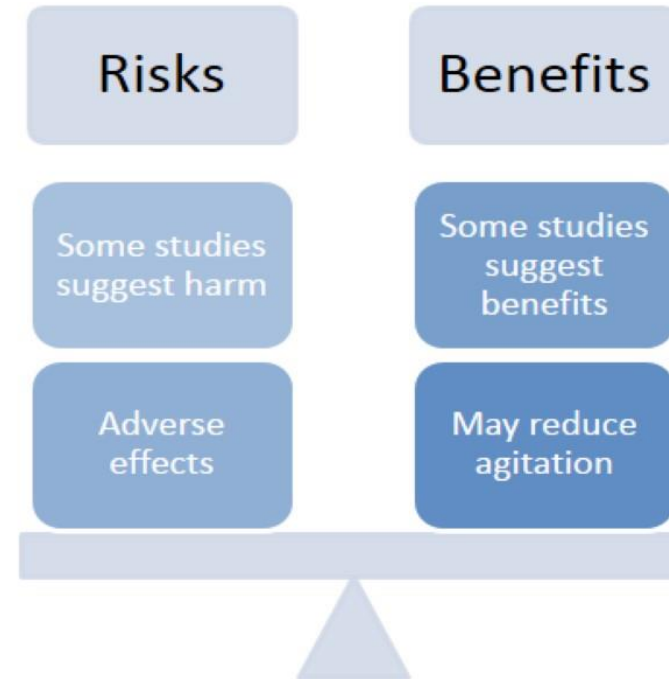 Risks
Benefits
Some studies
suggest harm
Some studies
suggest
benefits
Adverse
effects
May reduce
agitation